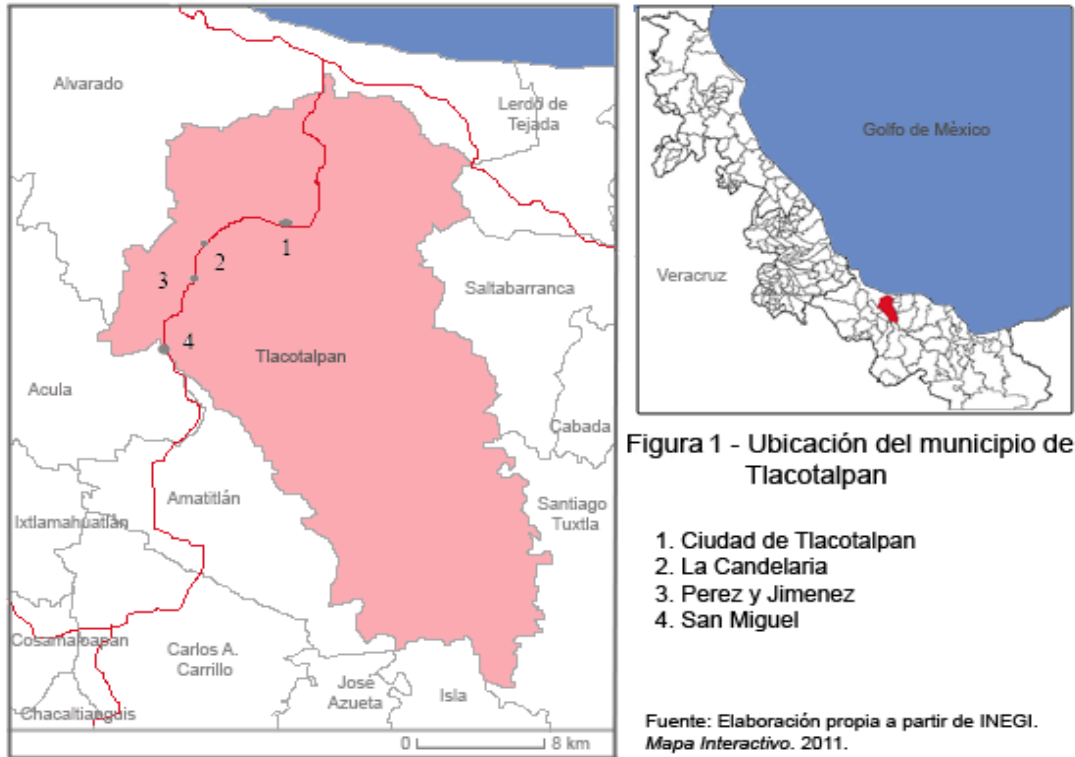 Alvarado
Lerdo de
Tejada
1
2
3
Saltabarranca
4
Tlacotalpan
Acula
Cabada
Amatitlán
Santiago
Tuxtla
Ixtlamahuatlán
Cosamaloapan
Carlos A.
Carrillo
José
Azueta
Isla
Chacaltianguis
0 8 km
Golfo de Mèxico
Veracruz
Figura 1 - Ubicación del municipio de
Tlacotalpan
1. Ciudad de Tlacotalpan
2. La Candelaria
3. Perez y Jimenez
4. San Miguel
Fuente: Elaboración propia a partir de INEGI.
Mapa Interactivo. 2011.